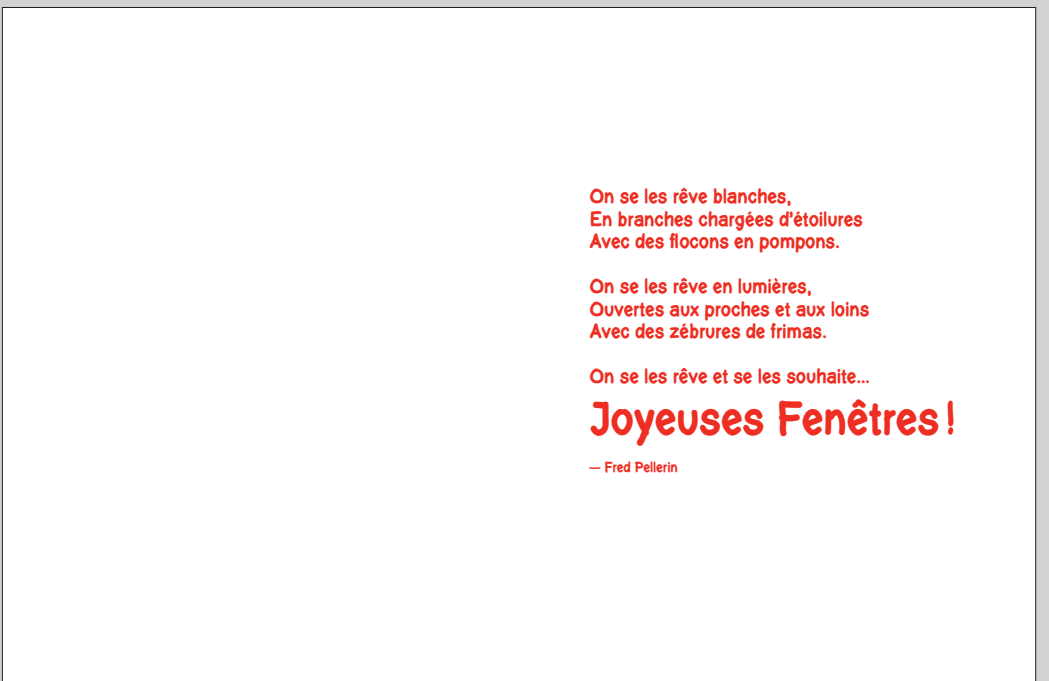 On se les rêve blanches,
En branches chargées d'étoilures
Avec des flocons en pompons.
On se les rêve en lumières,
Ouvertes aux proches et aux loins
Avec des zébrures de frimas.
On se les rêve et se les souhaite...
Joyeuses Fenêtres !
— Fred Pellerin